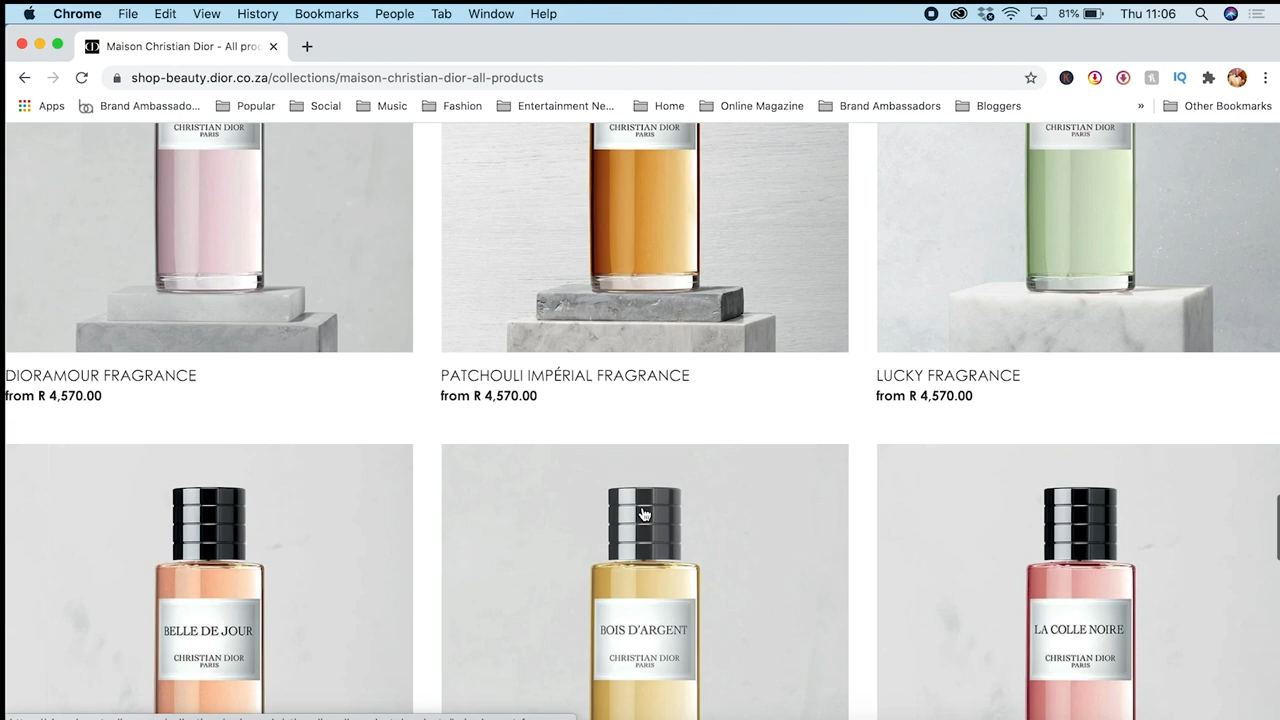 Chrome File Edit View History Bookmarks People Tab Window Help 81% Thu 11:06
Maison Christian Dior - All proc
shop-beauty.dior.co.za/collections/maison-christian-dior-all-products
Apps Brand Ambassado... Popular Social Music Fashion Entertainment Ne... Home Online Magazine Brand Ambassadors Bloggers » Other Bookmarks
CHRISTIAN DIOR
PARIS
CHRISTIAN DIOR
PARIS
CHRISTIAN DIOR
PARIS
DIORAMOUR FRAGRANCE
from R 4,570.00
PATCHOULI IMPÉRIAL FRAGRANCE
from R 4,570.00
LUCKY FRAGRANCE
from R 4,570.00
BELLE DE JOUR
CHRISTIAN DIOR
PARIS
BOIS D'ARGENT
CHRISTIAN DIOR
PARIS
LA COLLE NOIRE
CHRISTIAN DIOR
PARIS